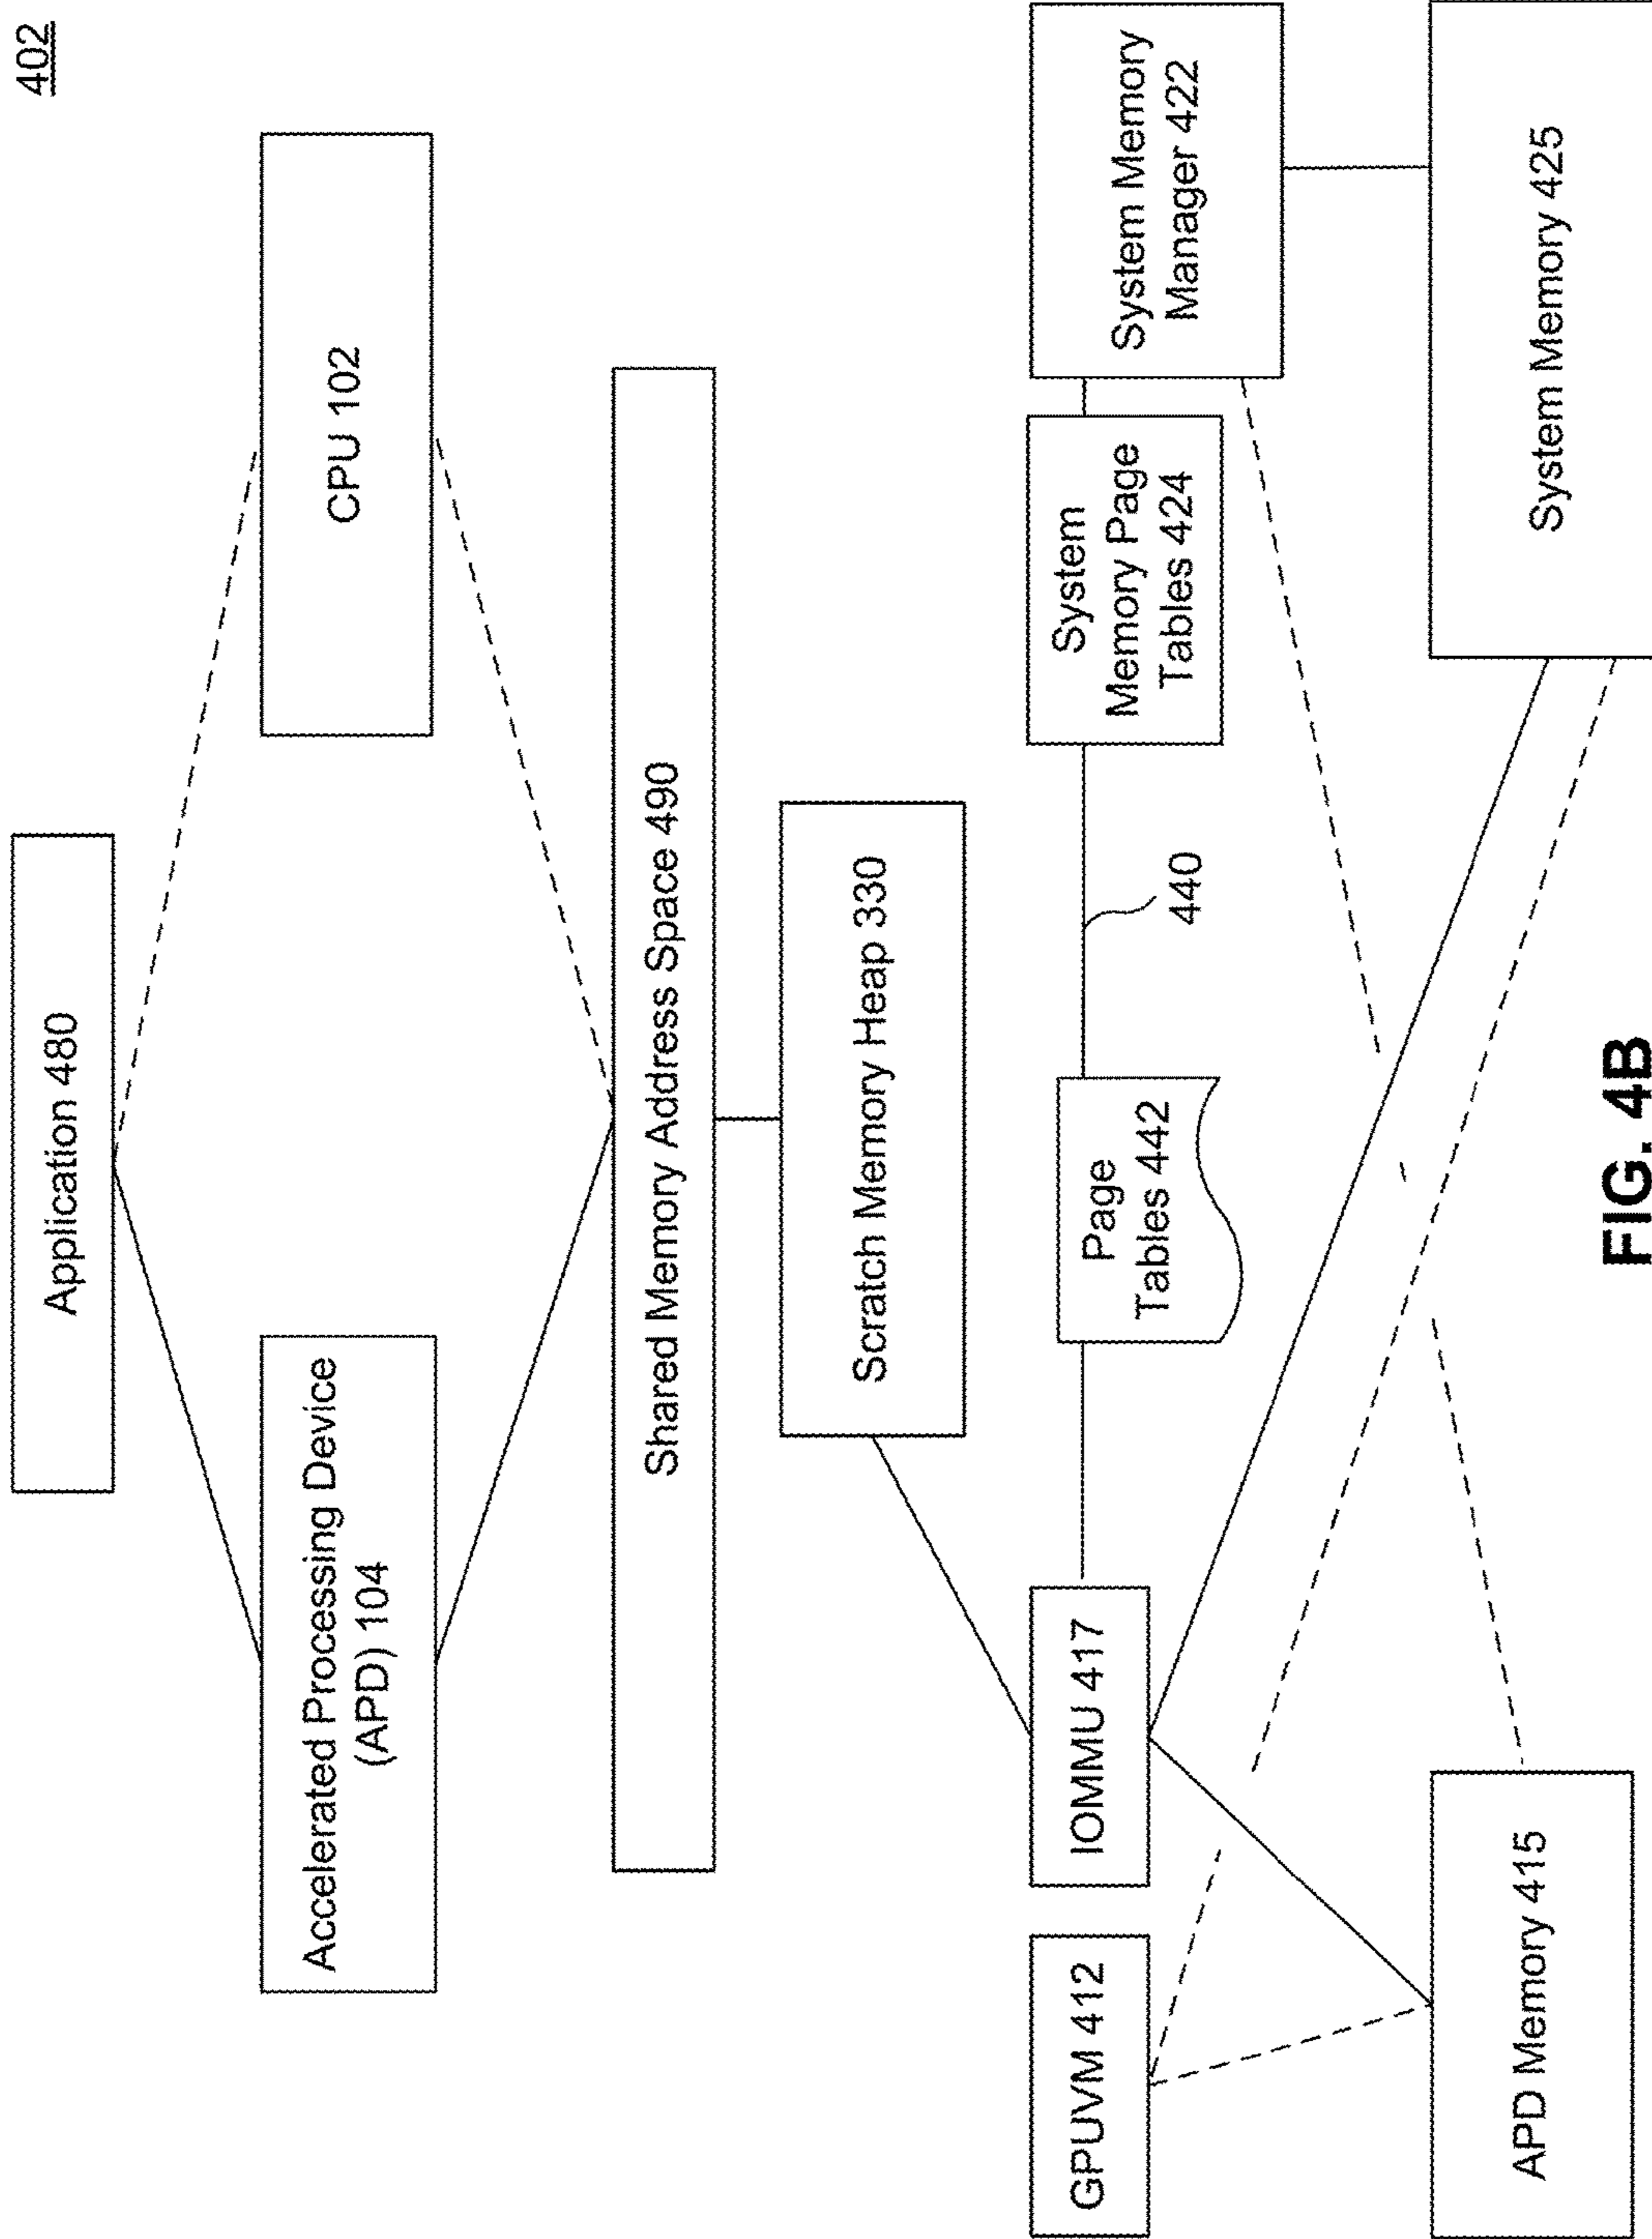 402
Application 480
Accelerated Processing Device
(APD) 104
CPU 102
Shared Memory Address Space 490
Scratch Memory Heap 330
GPUVM 412
IOMMU 417
Page
Tables 442
440
System
Memory Page
Tables 424
System Memory
Manager 422
APD Memory 415
System Memory 425
FIG. 4B